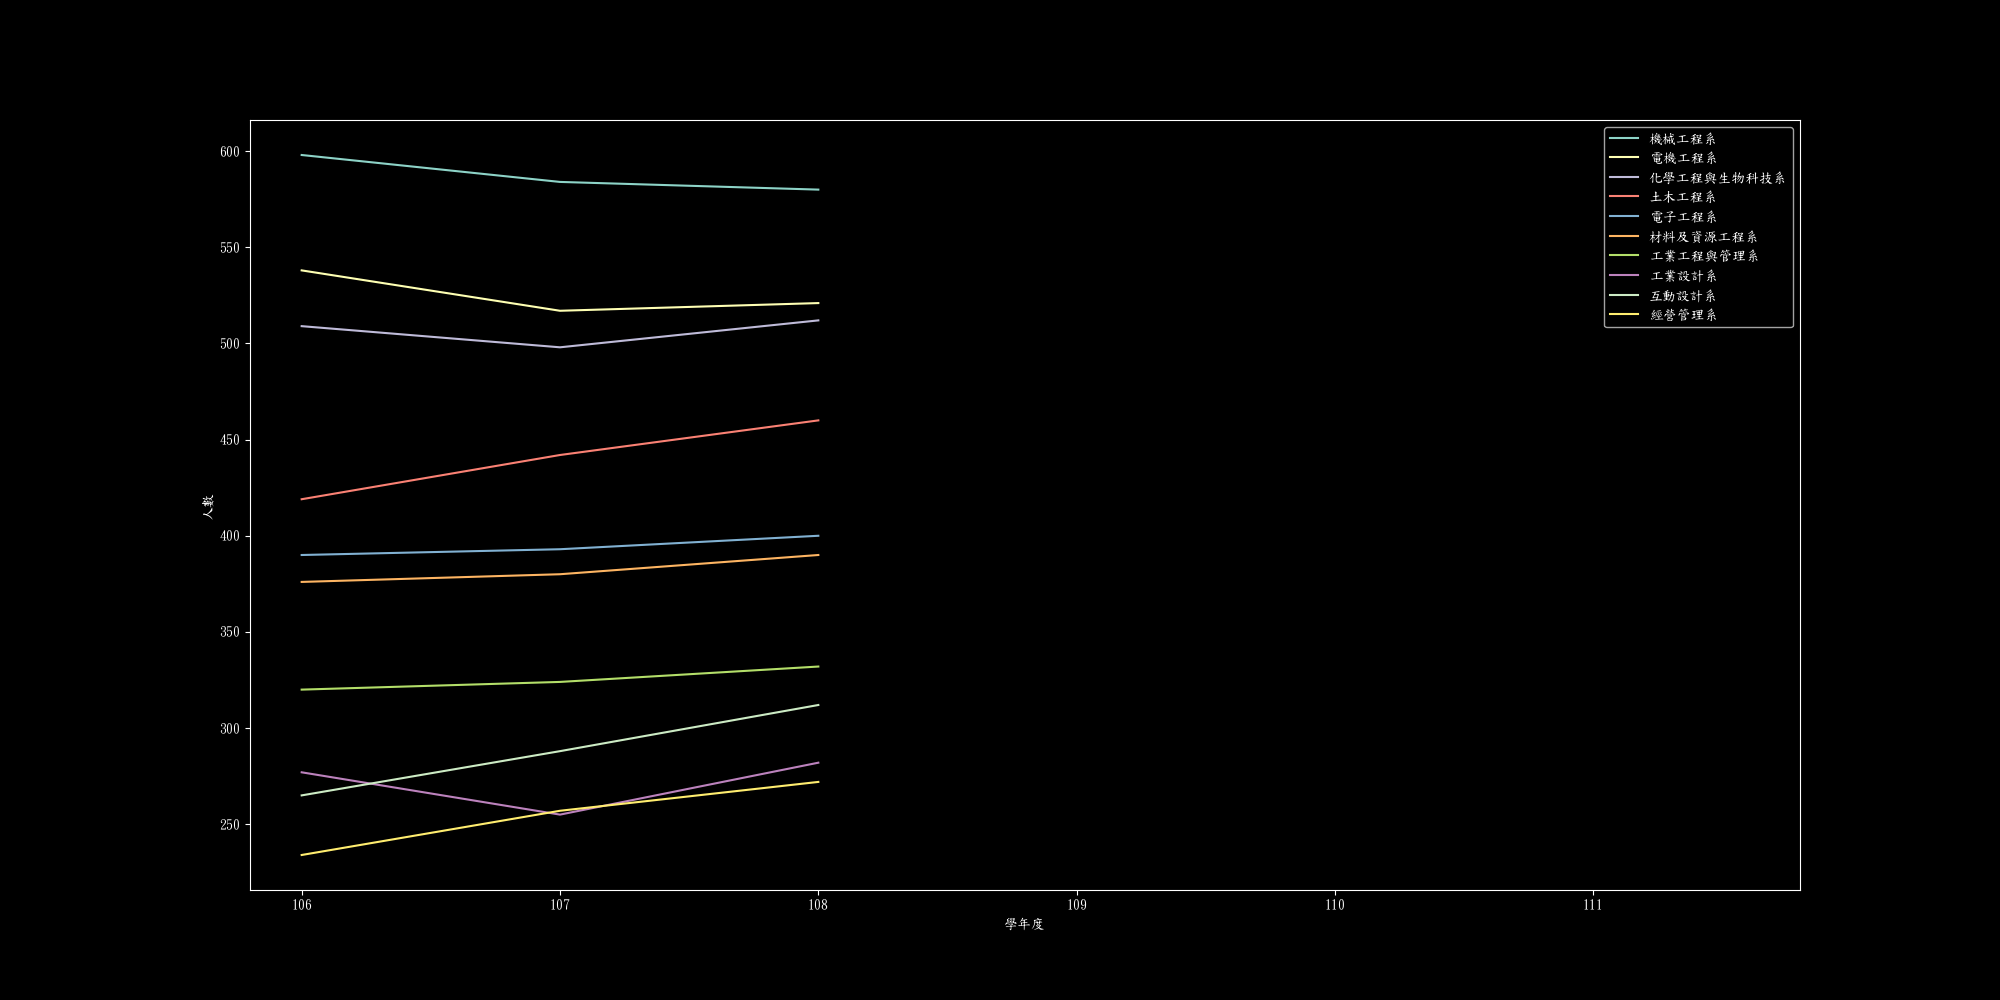 600
550
500
450
400
350
300
250
人數
106 107 108 109 110 111
學年度
機械工程系
電機工程系
化學工程與生物科技系
土木工程系
電子工程系
材料及資源工程系
工業工程與管理系
工業設計系
互動設計系
經營管理系